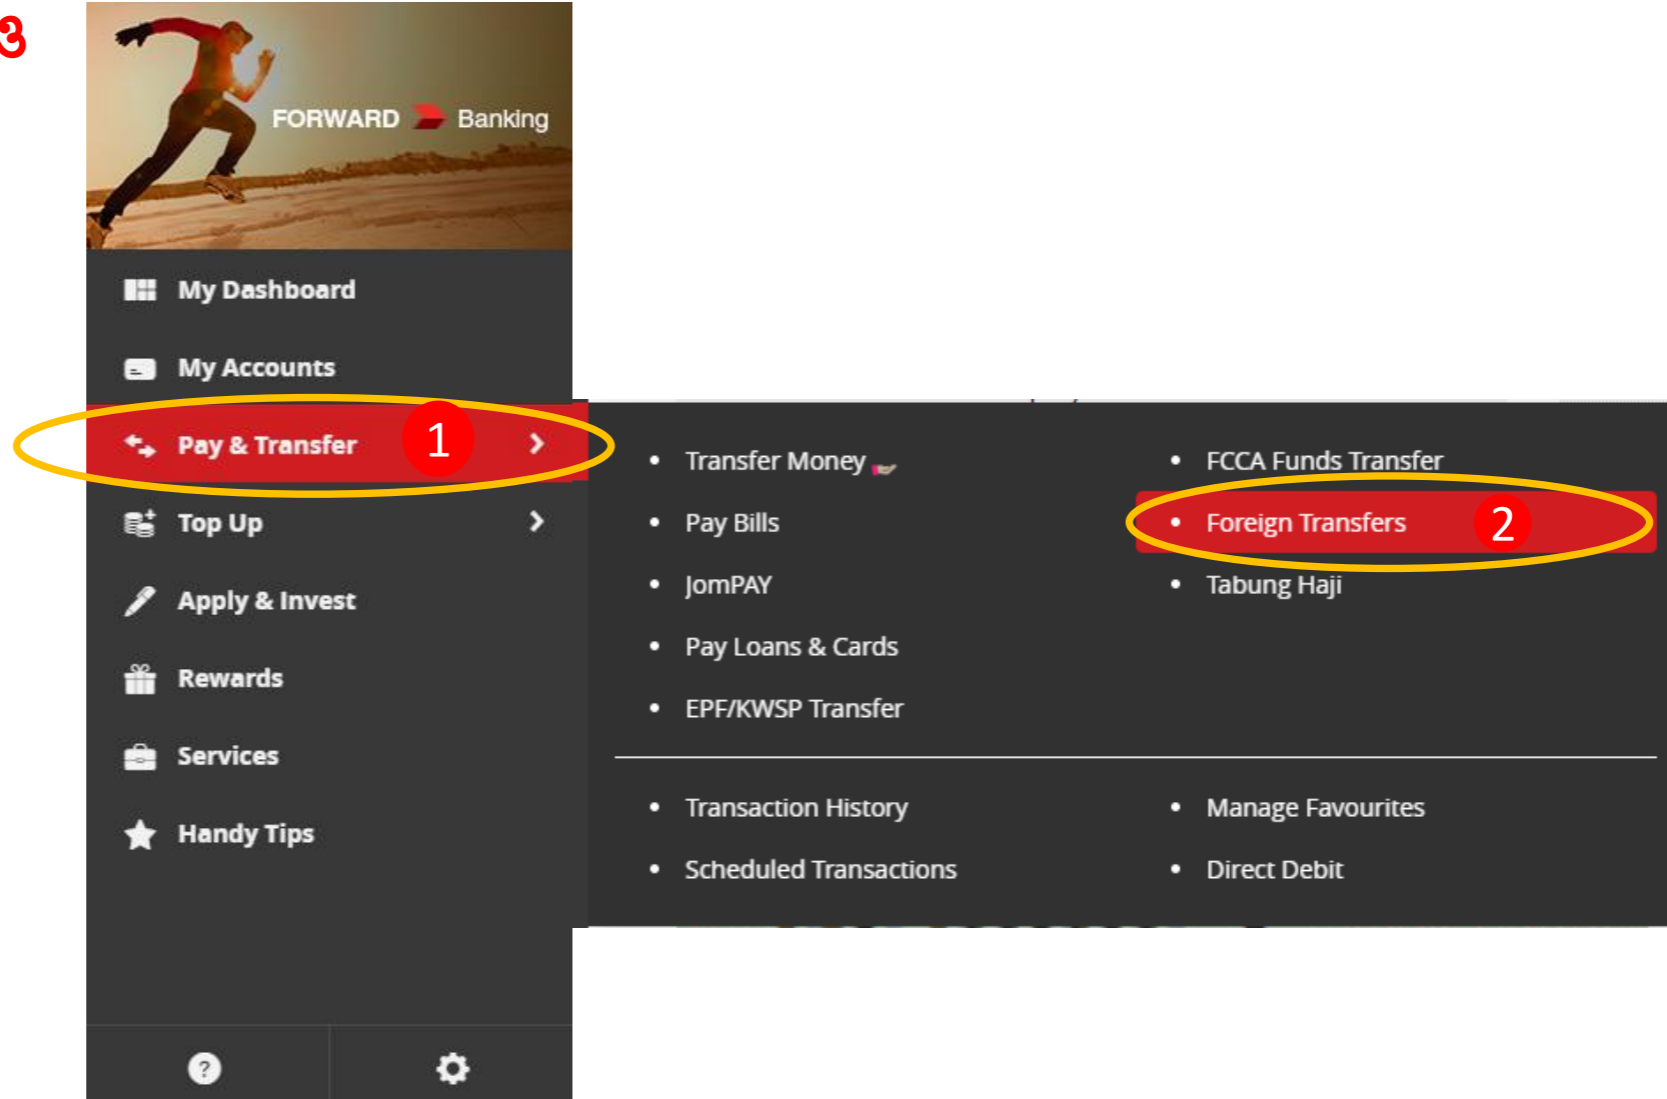 FORWARD Banking
My Dashboard
My Accounts
Pay & Transfer 1
Top Up
Apply & Invest
Rewards
Services
Handy Tips
Transfer Money
Pay Bills
JomPAY
Pay Loans & Cards
EPF/KWSP Transfer
FCCA Funds Transfer
Foreign Transfers 2
Tabung Haji
Transaction History
Scheduled Transactions
Manage Favourites
Direct Debit
?